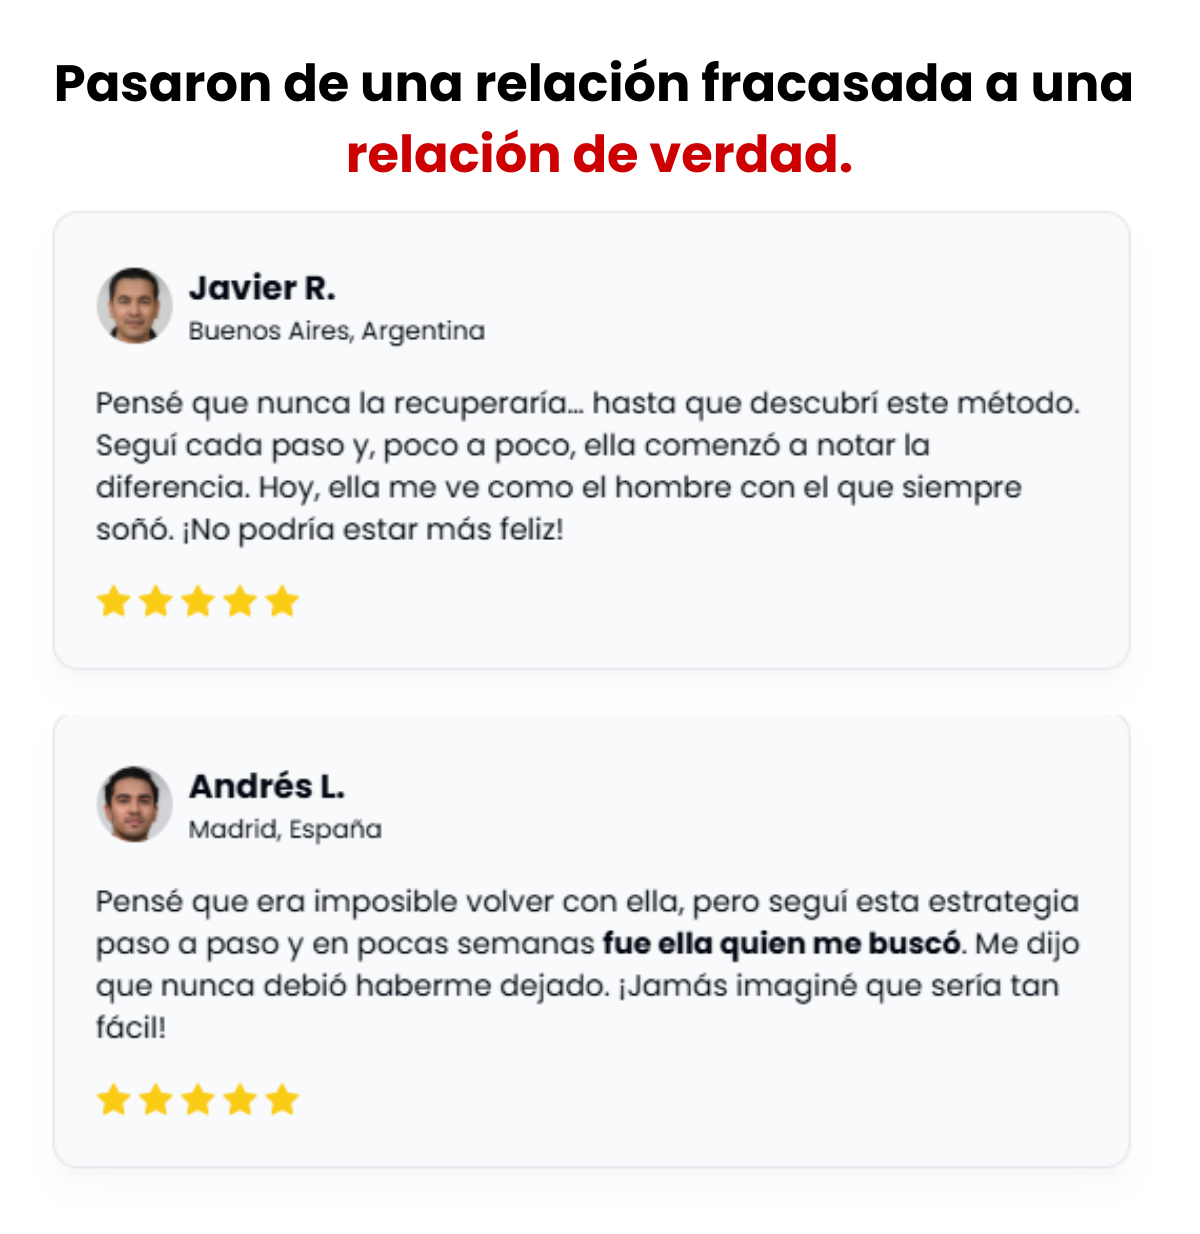 Pasaron de una relación fracasada a una
relación de verdad.
Javier R.
Buenos Aires, Argentina
Pensé que nunca la recuperaría... hasta que descubrí este método.
Seguí cada paso y, poco a poco, ella comenzó a notar la
diferencia. Hoy, ella me ve como el hombre con el que siempre
soñó. ¡No podría estar más feliz!
Andrés L.
Madrid, España
Pensé que era imposible volver con ella, pero seguí esta estrategia
paso a paso y en pocas semanas fue ella quien me buscó. Me dijo
que nunca debió haberme dejado. ¡Jamás imaginé que sería tan
fácil!